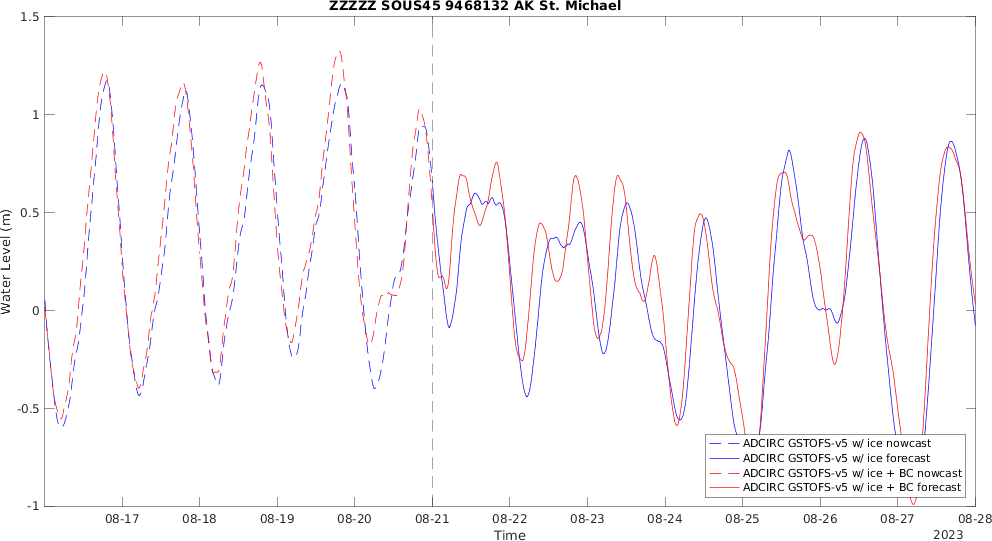 ZZZZZ SOUS45 9468132 AK St. Michael
1.5
1
0.5
0
-0.5
-1
Water Level (m)
ADCIRC GSTOFS-v5 w/ ice nowcast
ADCIRC GSTOFS-v5 w/ ice forecast
ADCIRC GSTOFS-v5 w/ ice + BC nowcast
ADCIRC GSTOFS-v5 w/ ice + BC forecast
08-17 08-18 08-19 08-20 08-21 08-22 08-23 08-24 08-25 08-26 08-27 08-28
Time
2023